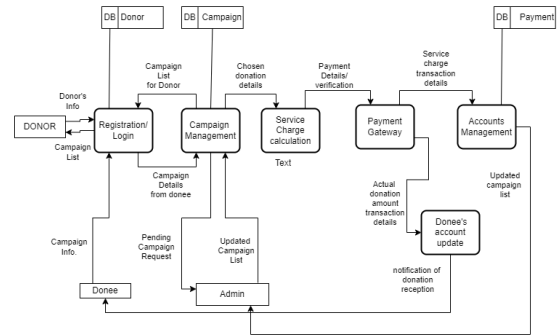 DB Donor
DB Campaign
DB Payment
Campaign
List
for Donor
Chosen
donation
details
Payment
Details/
verification
Service
charge
transaction
details
Donor's
Info
DONOR
Campaign
List
Registration/
Login
Campaign
Management
Service
Charge
calculation
Text
Payment
Gateway
Accounts
Management
Campaign
Details
from donee
Actual
donation
amount
transaction
details
Updated
campaign
list
Donee's
account
update
Campaign
Info.
Pending
Campaign
Request
Updated
Campaign
List
notification of
donation
reception
Donee
Admin